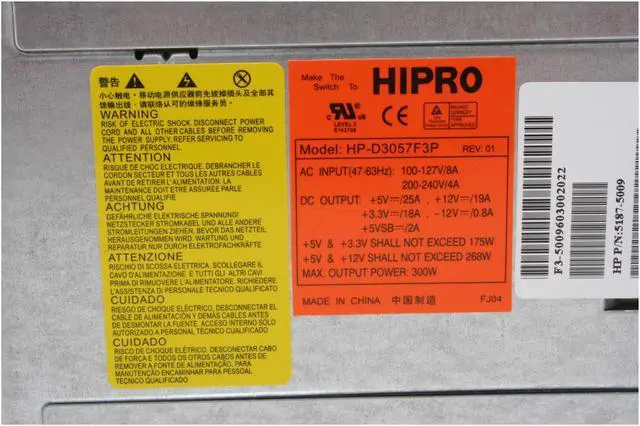 警告
小心触电，移动电源供应器前先拔掉插头及全部
馈输出线，请联络认可的维修服务员。
WARNING
RISK OF ELECTRIC SHOCK. DISCONNECT POWER
CORD AND ALL OTHER CABLES BEFORE REMOVING
THE POWER SUPPLY. REFER SERVICING TO
QUALIFIED PERSONNEL.
ATTENTION
RISQUE DE CHOC ELECTRIQUE. DEBRANCHER LE
CORDON SECTEUR ET TOUS LES AUTRES CABLES
AVANT DE RETIRER L'ALIMENTATION. LA
MAINTENANCE DOIT ETRE ASSUREE PARLE
PERSONNEL QUALIFIE
ACHTUNG
GEFÄHRLICHE ELEKTRISCHE SPANNUNG!
NETZSTECKER STROMKABEL UND ALLE ANDERE
STROMLEITUNGEN ZIEHEN, BEVOR DAS NETZTEIL
HERAUSGENOMMEN WIRD. WARTUNG UND
REPARATUR NUR DURCH ELEKTROFACHKRÄFTE
ATTENZIONE
RISCHIO DI SCOSSA ELETTRICA. SCOLLEGARE IL
CAVO D'ALIMENTAZIONE E TUTTI GLI ALTRI CAVI
PRIMA DI RIMUOVERE L'ALIMENTATORE. RICHIEDERE
L'ASSISTENZA DI PERSONALE TECNICO QUALIFICATO
CUIDADO
RIESGO DE CHOQUE ELÉCTRICO. DESCONECTAR EL
CABLE DE ALIMENTACIÓN Y DEMÁS CABLES ANTES
DE DESMONTAR LA FUENTE. ACCESO INTERNO SOLO
AUTORIZADO A PERSONAL TÉCNICO CUALIFICADO
CUIDADO
RISCO DE CHOQUE ELÉTRICO. DESCONECTAR CABO
DE FORCA E TODOS OS OUTROS CABOS ANTES DE
REMOVER A FONTE DE ALIMENTAÇÃO. PARA
MANUTENÇÃO ENCAMINHAR PARA PESSOAL
TÉCNICO QUALIFICADO
Make The
Switch To HIPRO
LEVEL 3
E143709
Model: HP-D3057F3P REV: 01
AC INPUT(47-63Hz): 100-127V/8A
200-240V/4A
DC OUTPUT: +5V⎓/25A, +12V⎓/19A
+3.3V⎓/18A, -12V⎓/0.8A
+5VSB⎓/2A
+5V & +3.3V SHALL NOT EXCEED 175W
+5V & +12V SHALL NOT EXCEED 268W
MAX. OUTPUT POWER: 300W
MADE IN CHINA 中国制造 FJ04
F3-5009603002022
HP P/N:5187-5009